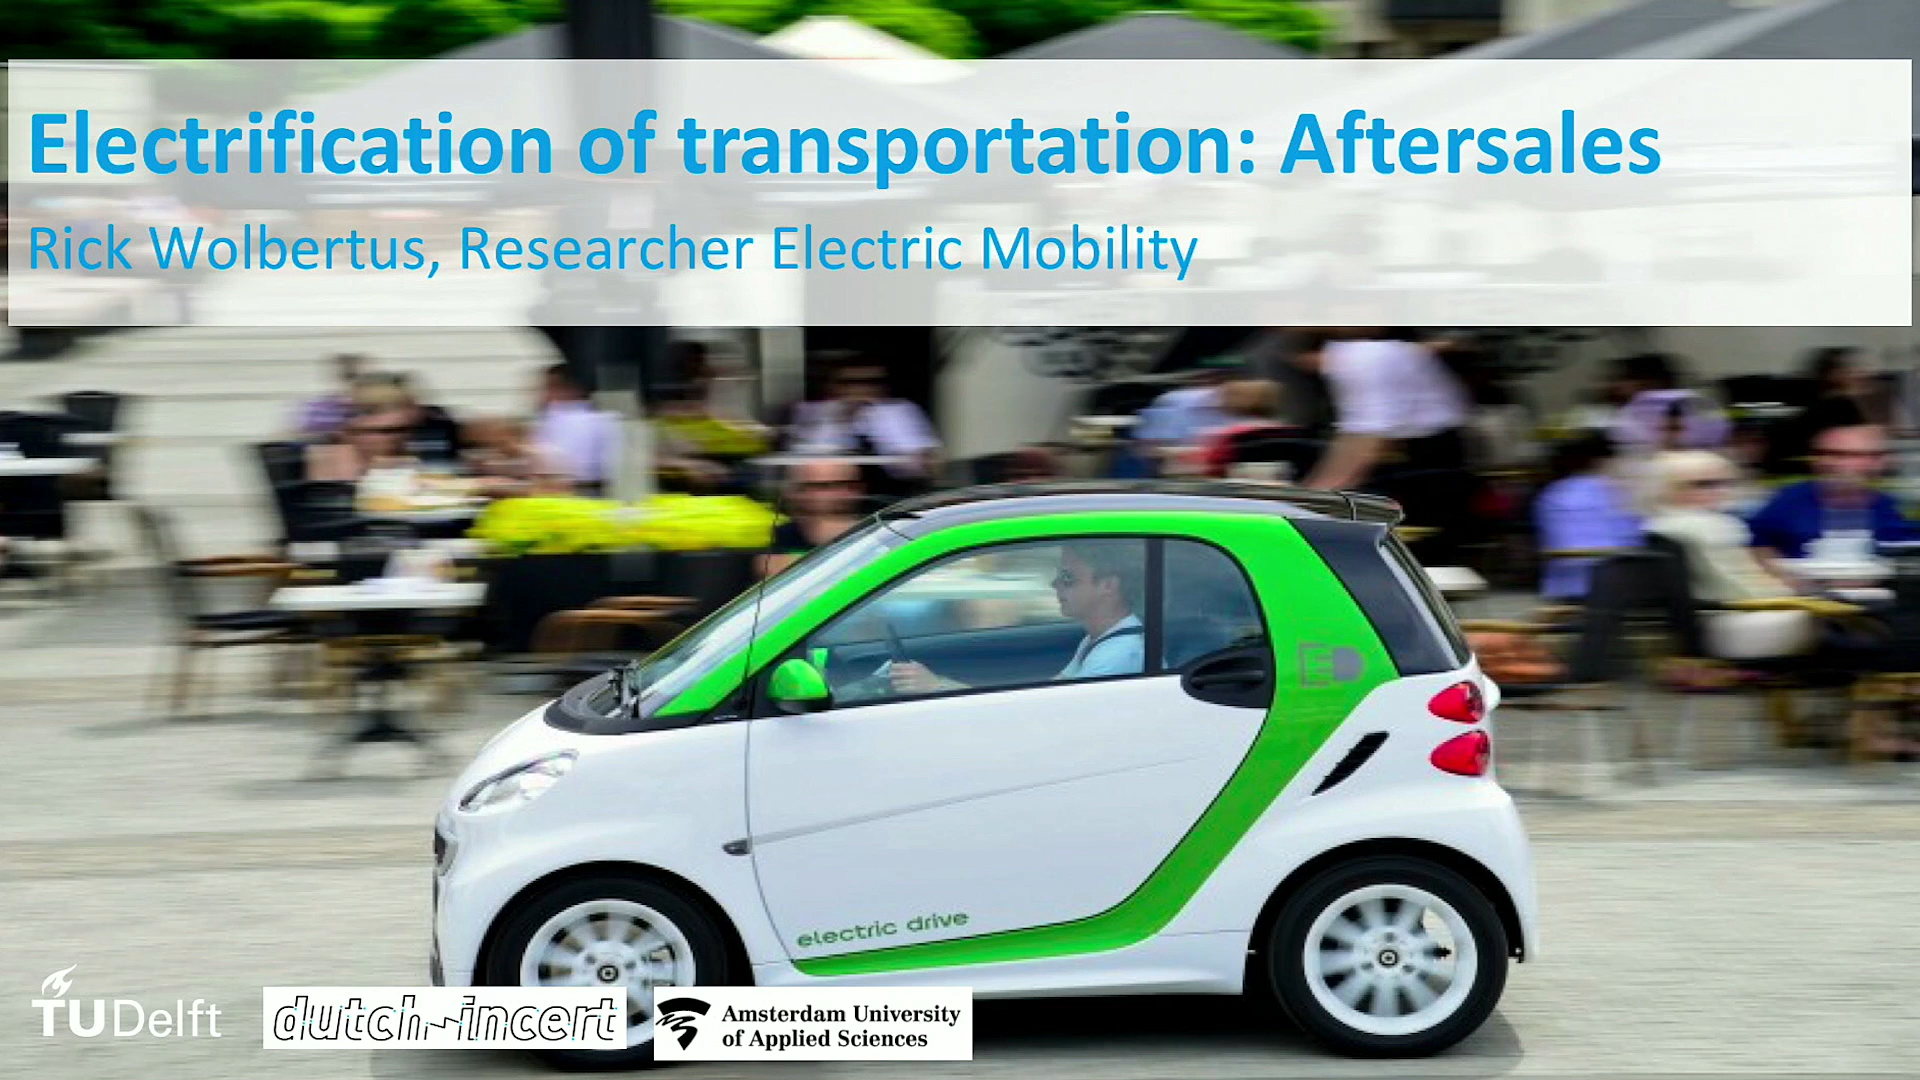 Electrification of transportation: Aftersales
Rick Wolbertus, Researcher Electric Mobility
ED
electric drive
TUDelft
dutch-incert
Amsterdam University
of Applied Sciences